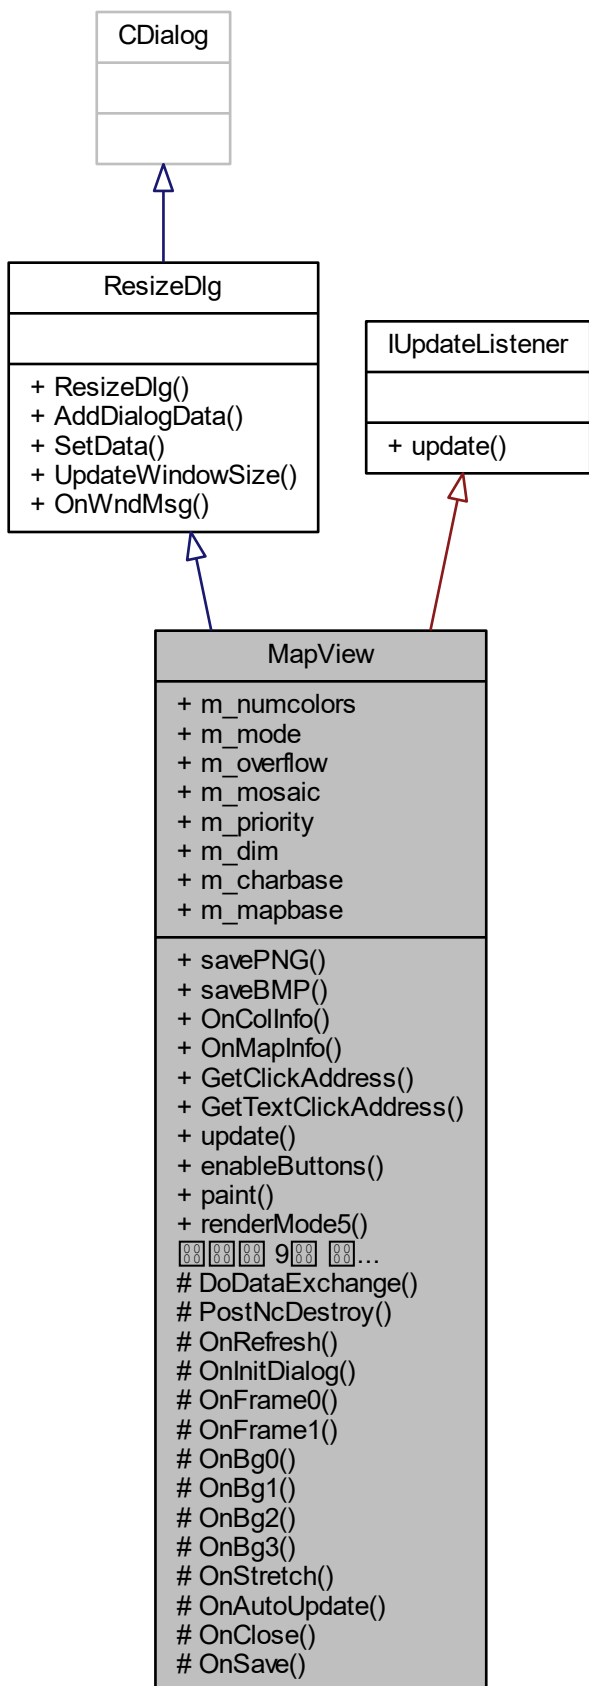 CDialog
ResizeDlg
+ ResizeDlg()
+ AddDialogData()
+ SetData()
+ UpdateWindowSize()
+ OnWndMsg()
IUpdateListener
+ update()
MapView
+ m_numcolors
+ m_mode
+ m_overflow
+ m_mosaic
+ m_priority
+ m_dim
+ m_charbase
+ m_mapbase
+ savePNG()
+ saveBMP()
+ OnColInfo()
+ OnMapInfo()
+ GetClickAddress()
+ GetTextClickAddress()
+ update()
+ enableButtons()
+ paint()
+ renderMode5()
9 ...
# DoDataExchange()
# PostNcDestroy()
# OnRefresh()
# OnInitDialog()
# OnFrame0()
# OnFrame1()
# OnBg0()
# OnBg1()
# OnBg2()
# OnBg3()
# OnStretch()
# OnAutoUpdate()
# OnClose()
# OnSave()